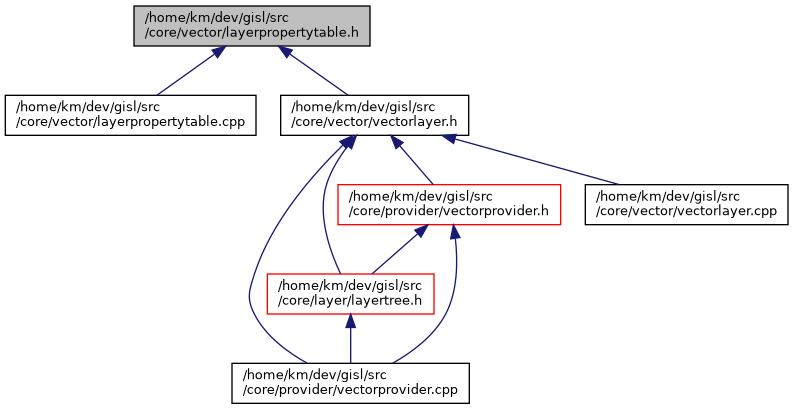 /home/km/dev/gisl/src
/core/vector/layerpropertytable.h
/home/km/dev/gisl/src
/core/vector/layerpropertytable.cpp
/home/km/dev/gisl/src
/core/vector/vectorlayer.h
/home/km/dev/gisl/src
/core/provider/vectorprovider.h
/home/km/dev/gisl/src
/core/vector/vectorlayer.cpp
/home/km/dev/gisl/src
/core/layer/layertree.h
/home/km/dev/gisl/src
/core/provider/vectorprovider.cpp